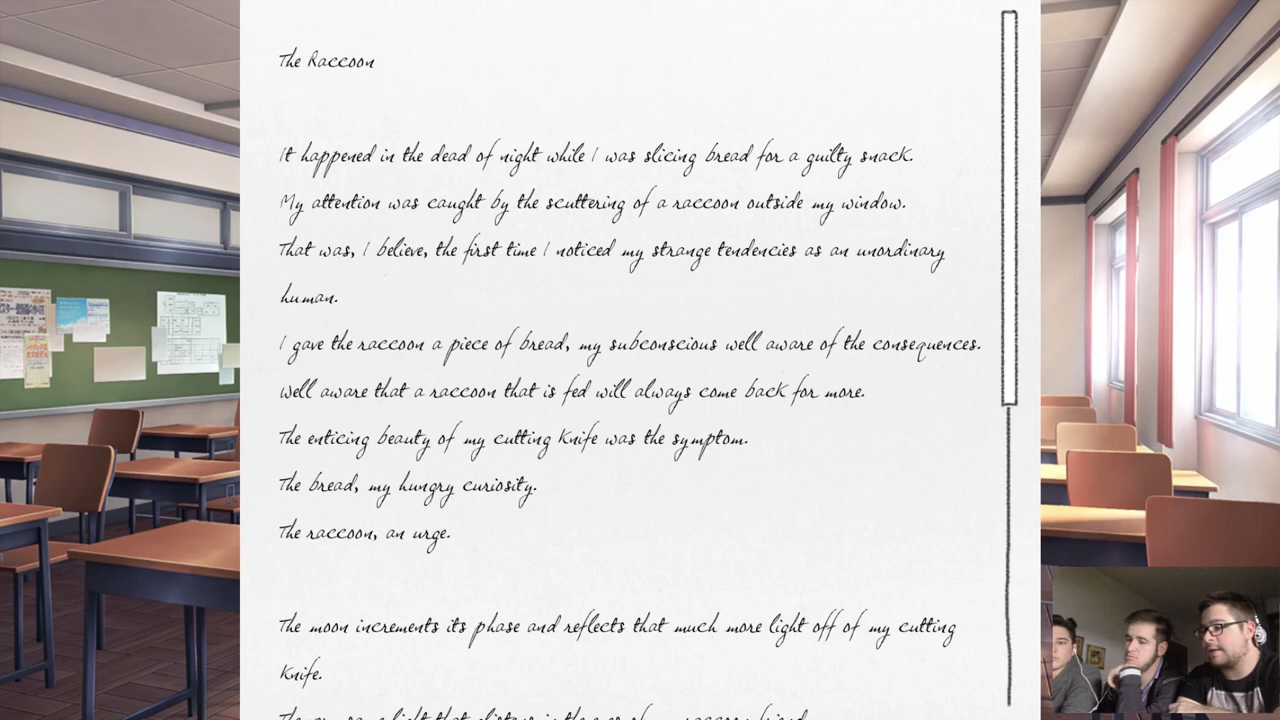 The Raccoon
It happened in the dead of night while I was slicing bread for a guilty snack.
My attention was caught by the scuttering of a raccoon outside my window.
That was, I believe, the first time I noticed my strange tendencies as an unordinary
human.
I gave the raccoon a piece of bread, my subconscious well aware of the consequences.
Well aware that a raccoon that is fed will always come back for more.
The enticing beauty of my cutting knife was the symptom.
The bread, my hungry curiosity.
The raccoon, an urge.
The moon increments its phase and reflects that much more light off of my cutting
knife.